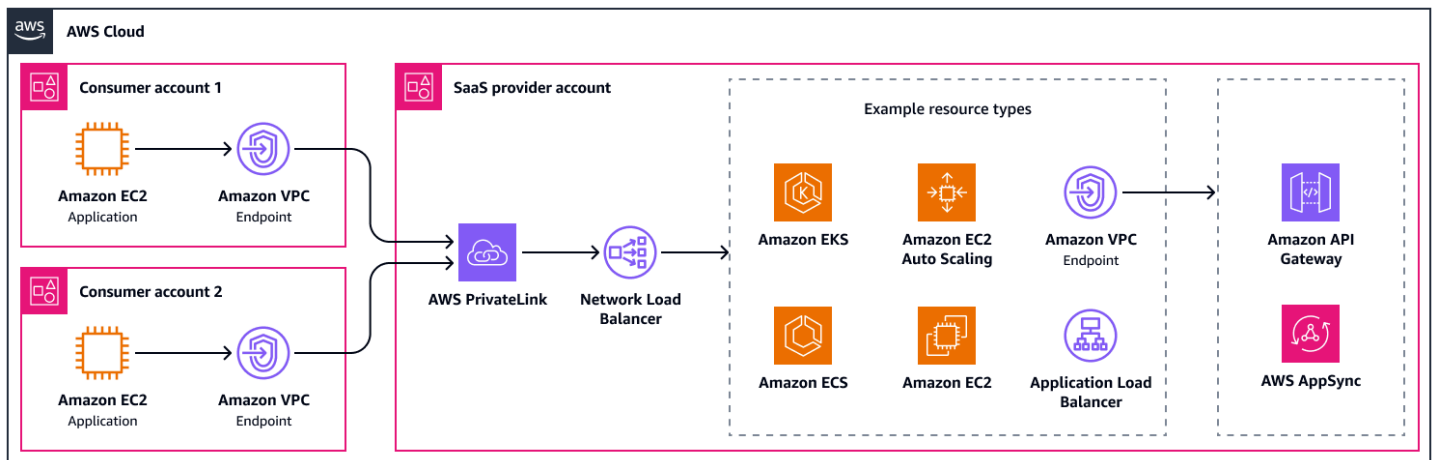 aws
AWS Cloud
Consumer account 1
Amazon EC2
Application
Amazon VPC
Endpoint
Consumer account 2
Amazon EC2
Application
Amazon VPC
Endpoint
SaaS provider account
AWS PrivateLink
Network Load
Balancer
Example resource types
K
Amazon EKS
Amazon EC2
Auto Scaling
Amazon VPC
Endpoint
Amazon ECS
Amazon EC2
Application Load
Balancer
</>
Amazon API
Gateway
AWS AppSync